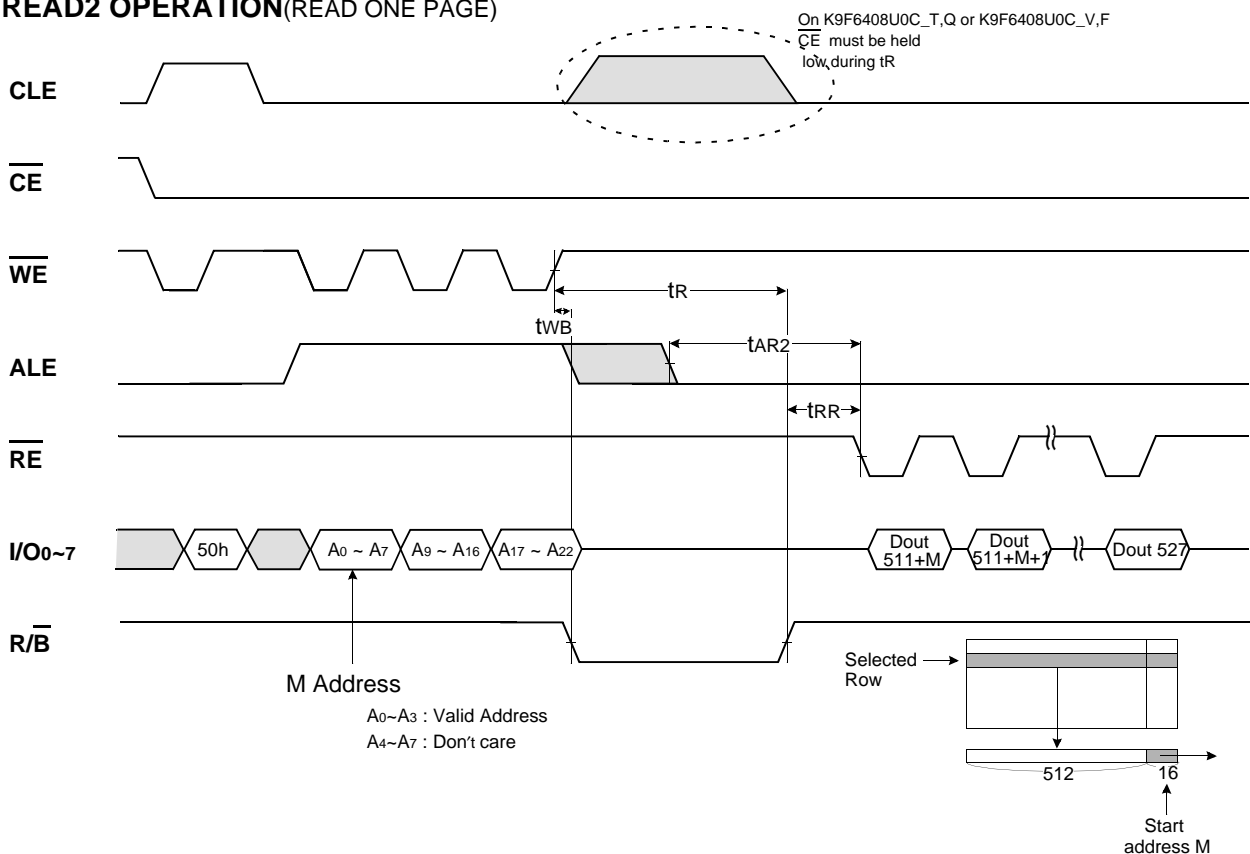 READ2 OPERATION(READ ONE PAGE)
On K9F6408U0C_T,Q or K9F6408U0C_V,F
CE must be held
low during tR
CLE
CE
WE
tR
tWB
tAR2
ALE
tRR
RE
I/O0~7
50h
A0 ~ A7
A9 ~ A16
A17 ~ A22
Dout
511+M
Dout
511+M+1
Dout 527
R/B
M Address
A0~A3 : Valid Address
A4~A7 : Don't care
Selected
Row
512
16
Start
address M